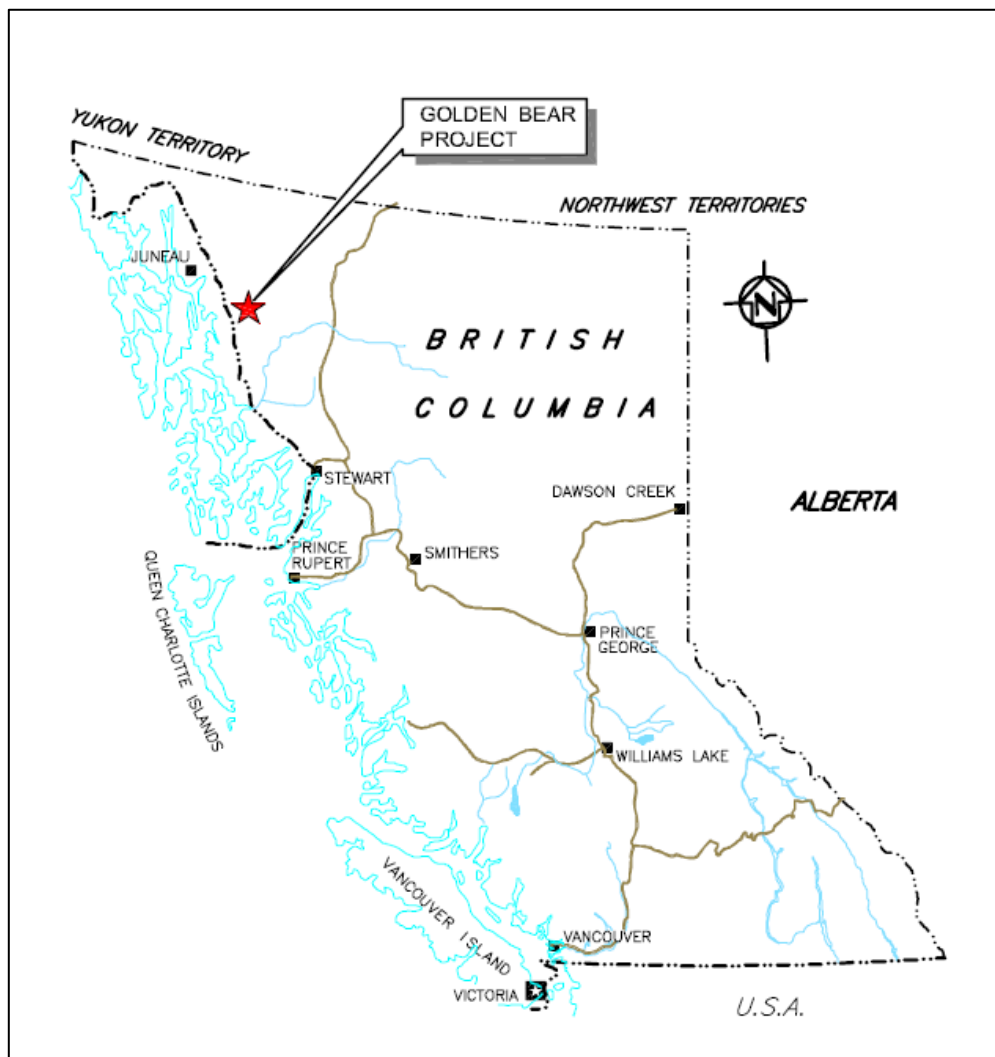 GOLDEN BEAR
PROJECT
YUKON TERRITORY
NORTHWEST TERRITORIES
JUNEAU
N
BRITISH
COLUMBIA
STEWART
DAWSON CREEK
ALBERTA
PRINCE
RUPERT
SMITHERS
QUEEN CHARLOTTE ISLANDS
PRINCE
GEORGE
WILLIAMS LAKE
VANCOUVER ISLAND
VANCOUVER
VICTORIA
U.S.A.